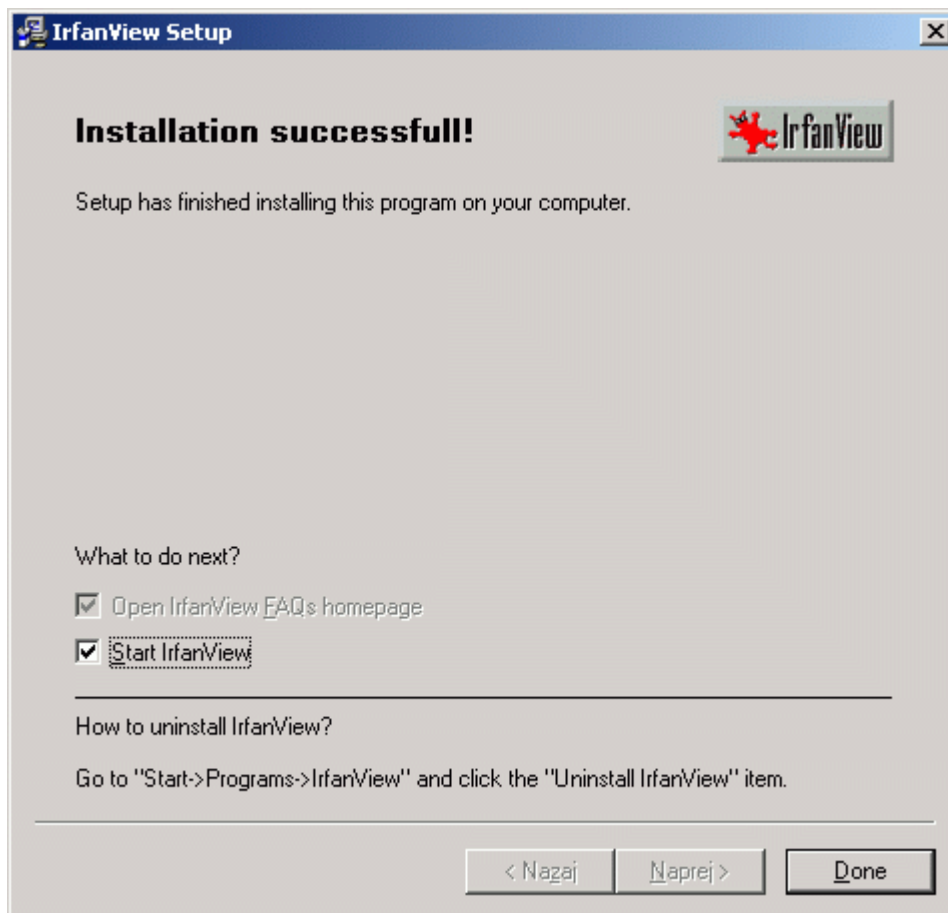 IrfanView Setup
Installation successfull!
IrfanView
Setup has finished installing this program on your computer.
What to do next?
Open IrfanView FAQs homepage
Start IrfanView
How to uninstall IrfanView?
Go to "Start->Programs->IrfanView" and click the "Uninstall IrfanView" item.
< Nazaj
Naprej >
Done